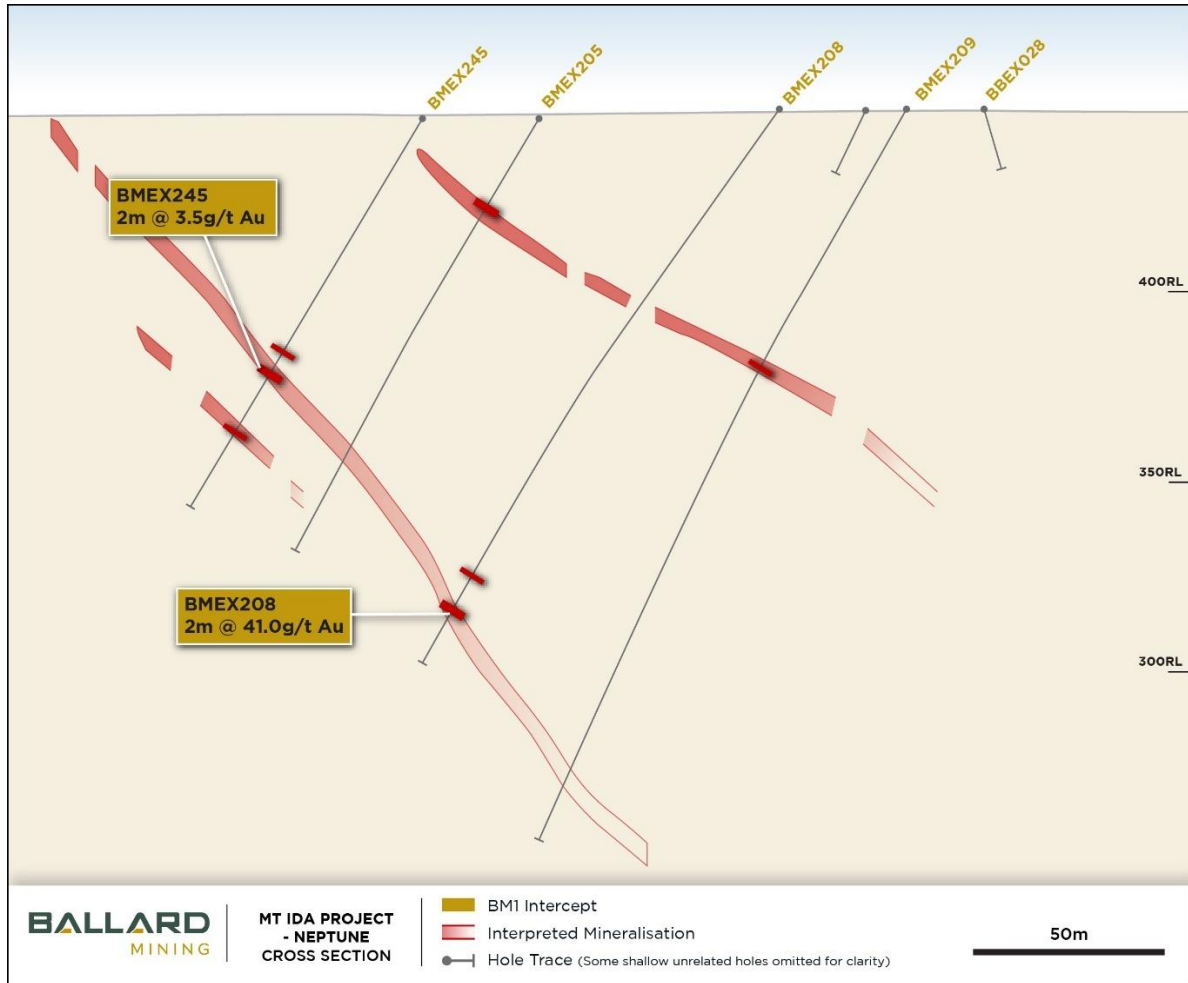 BMEX245
BMEX205
BMEX208
BMEX209
BBEX028
BMEX245
2m @ 3.5g/t Au
400RL
350RL
BMEX208
2m @ 41.0g/t Au
300RL
BALLARD
MINING
MT IDA PROJECT
- NEPTUNE
CROSS SECTION
BM1 Intercept
Interpreted Mineralisation
Hole Trace (Some shallow unrelated holes omitted for clarity)
50m